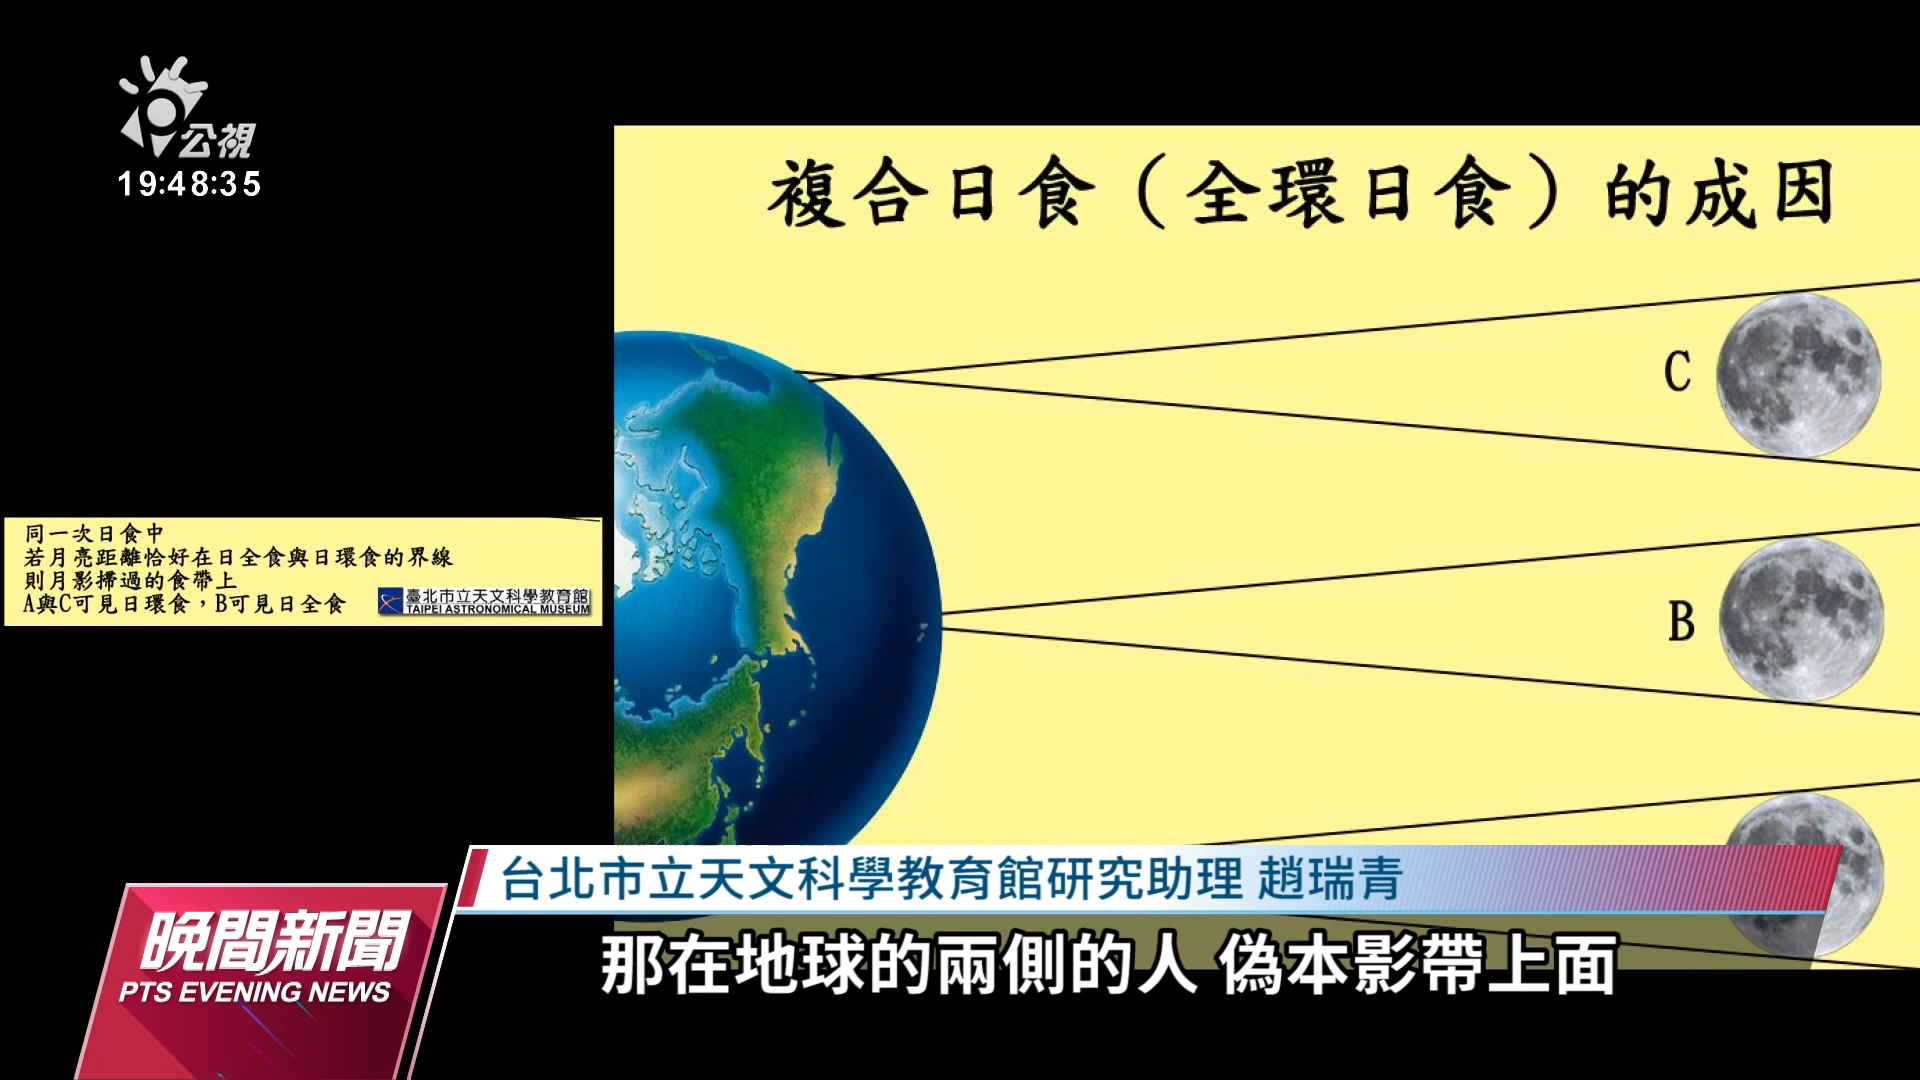 公視
19:48:35
複合日食（全環日食）的成因
C
B
同一次日食中
若月亮距離恰好在日全食與日環食的界線
則月影掃過的食帶上
A與C可見日環食，B可見日全食
臺北市立天文科學教育館
TAIPEI ASTRONOMICAL MUSEUM
台北市立天文科學教育館研究助理 趙瑞青
那在地球的兩側的人 偽本影帶上面
晚間新聞
PTS EVENING NEWS